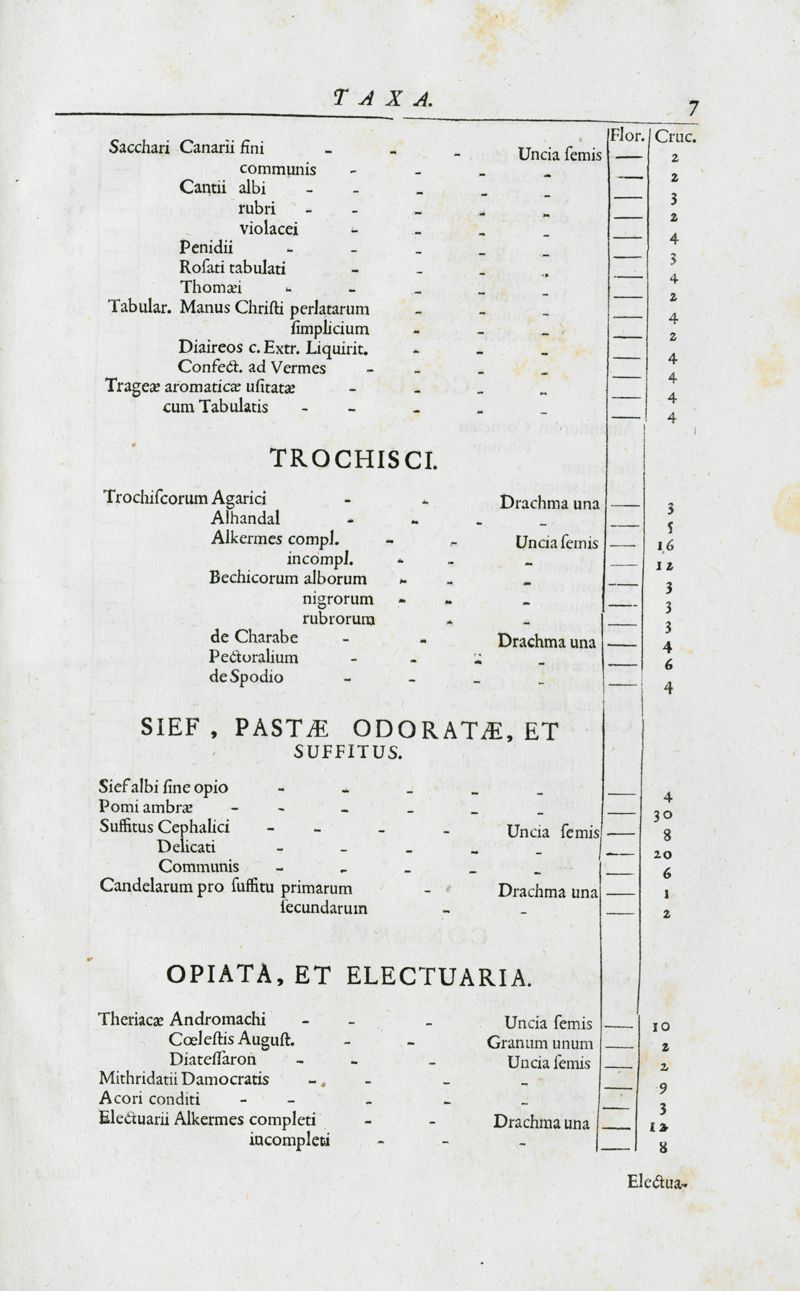 TAXA.
7
Flor. Cruc.
Sacchari Canarii fini - - - Uncia ſemis — 2
communis - - - - — 2
Cantii albi - - - - - — 3
rubri - - - - - — 2
violacei - - - - — 4
Penidii - - - - - — 3
Roſati tabulati - - - - — 4
Thomæi - - - - - — 2
Tabular. Manus Chriſti perlatarum - - - — 4
ſimplicium - - - — 2
Diaireos c. Extr. Liquirit. - - - — 4
Confect. ad Vermes - - - - — 4
Trageæ aromaticæ uſitatæ - - - - — 4
cum Tabulatis - - - - - — 4
TROCHISCI.
Trochiſcorum Agarici - - Drachma una — 3
Alhandal - - - - — 5
Alkermes compl. - - Uncia ſemis — 16
incompl. - - - — 12
Bechicorum alborum - - - — 3
nigrorum - - - — 3
rubrorum - - — 3
de Charabe - - Drachma una — 4
Pectoralium - - - - — 6
de Spodio - - - - — 4
SIEF, PASTÆ ODORATÆ, ET
SUFFITUS.
Sief albi ſine opio - - - - - — 4
Pomi ambræ - - - - - - — 30
Suffitus Cephalici - - - - Uncia ſemis — 8
Delicati - - - - - — 20
Communis - - - - - — 6
Candelarum pro ſuffitu primarum - Drachma una — 1
ſecundarum - - — 2
OPIATA, ET ELECTUARIA.
Theriacæ Andromachi - - - Uncia ſemis — 10
Cœleſtis Auguſt. - - Granum unum — 2
Diateſſaron - - - Uncia ſemis — 2
Mithridatii Damocratis - - - - — 9
Acori conditi - - - - - — 3
Electuarii Alkermes completi - - Drachma una — 12
incompleti - - - — 8
Electua-